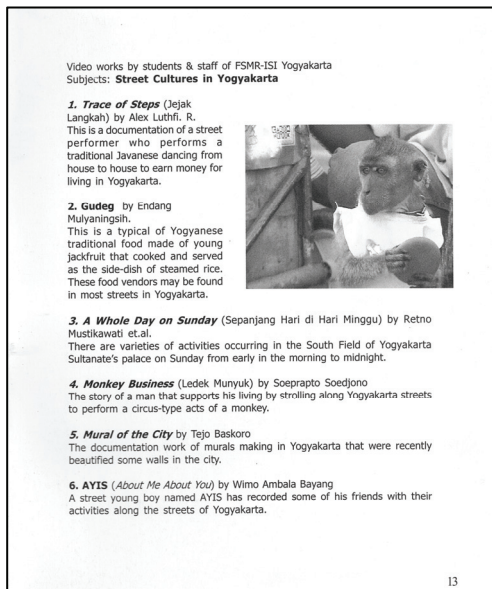 Video works by students & staff of FSMR-ISI Yogyakarta
Subjects: Street Cultures in Yogyakarta
1. Trace of Steps (Jejak
Langkah) by Alex Luthfi. R.
This is a documentation of a street
performer who performs a
traditional Javanese dancing from
house to house to earn money for
living in Yogyakarta.
2. Gudeg by Endang
Mulyaningsih.
This is a typical of Yogyanese
traditional food made of young
jackfruit that cooked and served
as the side-dish of steamed rice.
These food vendors may be found
in most streets in Yogyakarta.
3. A Whole Day on Sunday (Sepanjang Hari di Hari Minggu) by Retno
Mustikawati et.al.
There are varieties of activities occurring in the South Field of Yogyakarta
Sultanate's palace on Sunday from early in the morning to midnight.
4. Monkey Business (Ledek Munyuk) by Soeprapto Soedjono
The story of a man that supports his living by strolling along Yogyakarta streets
to perform a circus-type acts of a monkey.
5. Mural of the City by Tejo Baskoro
The documentation work of murals making in Yogyakarta that were recently
beautified some walls in the city.
6. AYIS (About Me About You) by Wimo Ambala Bayang
A street young boy named AYIS has recorded some of his friends with their
activities along the streets of Yogyakarta.
13